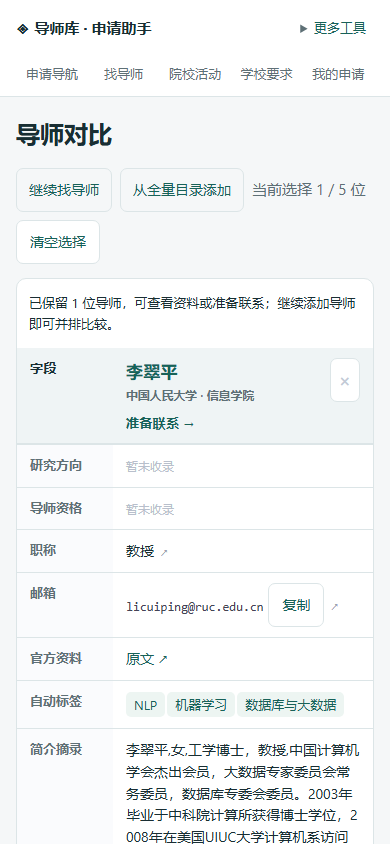 ◈ 导师库 · 申请助手
▶ 更多工具
申请导航 找导师 院校活动 学校要求 我的申请
导师对比
继续找导师 从全量目录添加 当前选择 1 / 5 位
清空选择
已保留 1 位导师，可查看资料或准备联系；继续添加导师
即可并排比较。
字段 李翠平 ×
中国人民大学 · 信息学院
准备联系 →
研究方向 暂未收录
导师资格 暂未收录
职称 教授 ↗
邮箱 licuiping@ruc.edu.cn 复制 ↗
官方资料 原文 ↗
自动标签 NLP 机器学习 数据库与大数据
简介摘录 李翠平,女,工学博士，教授,中国计算机
学会杰出会员，大数据专家委员会常
务委员，数据库专委会委员。2003年
毕业于中科院计算所获得博士学位，2
008年在美国UIUC大学计算机系访问